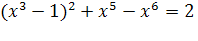 (x³ − 1)² + x⁵ − x⁶ = 2